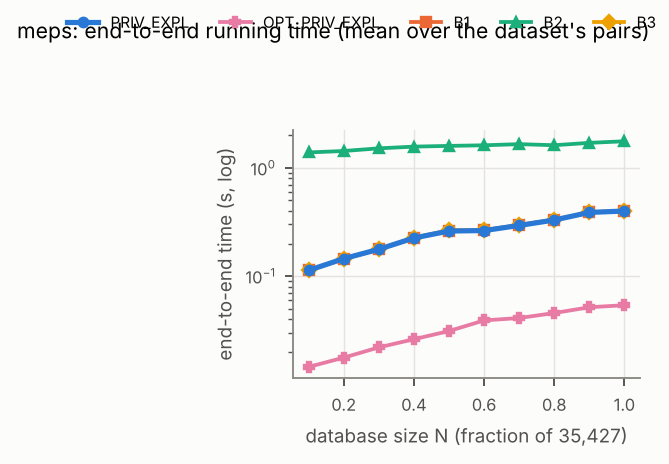 PRIV_EXPL OPT_PRIV_EXPL B1 B2 B3
meps: end-to-end running time (mean over the dataset's pairs)
end-to-end time (s, log)
10⁰
10⁻¹
0.2 0.4 0.6 0.8 1.0
database size N (fraction of 35,427)